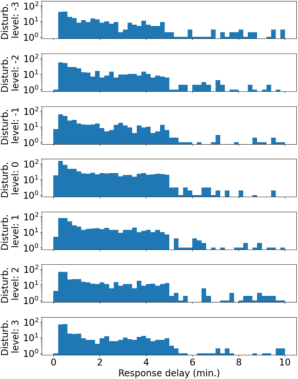 Disturb.
level: -3
10²
10¹
10⁰
Disturb.
level: -2
10²
10¹
10⁰
Disturb.
level: -1
10²
10¹
10⁰
Disturb.
level: 0
10²
10¹
10⁰
Disturb.
level: 1
10²
10¹
10⁰
Disturb.
level: 2
10²
10¹
10⁰
Disturb.
level: 3
10²
10¹
10⁰
0 2 4 6 8 10
Response delay (min.)